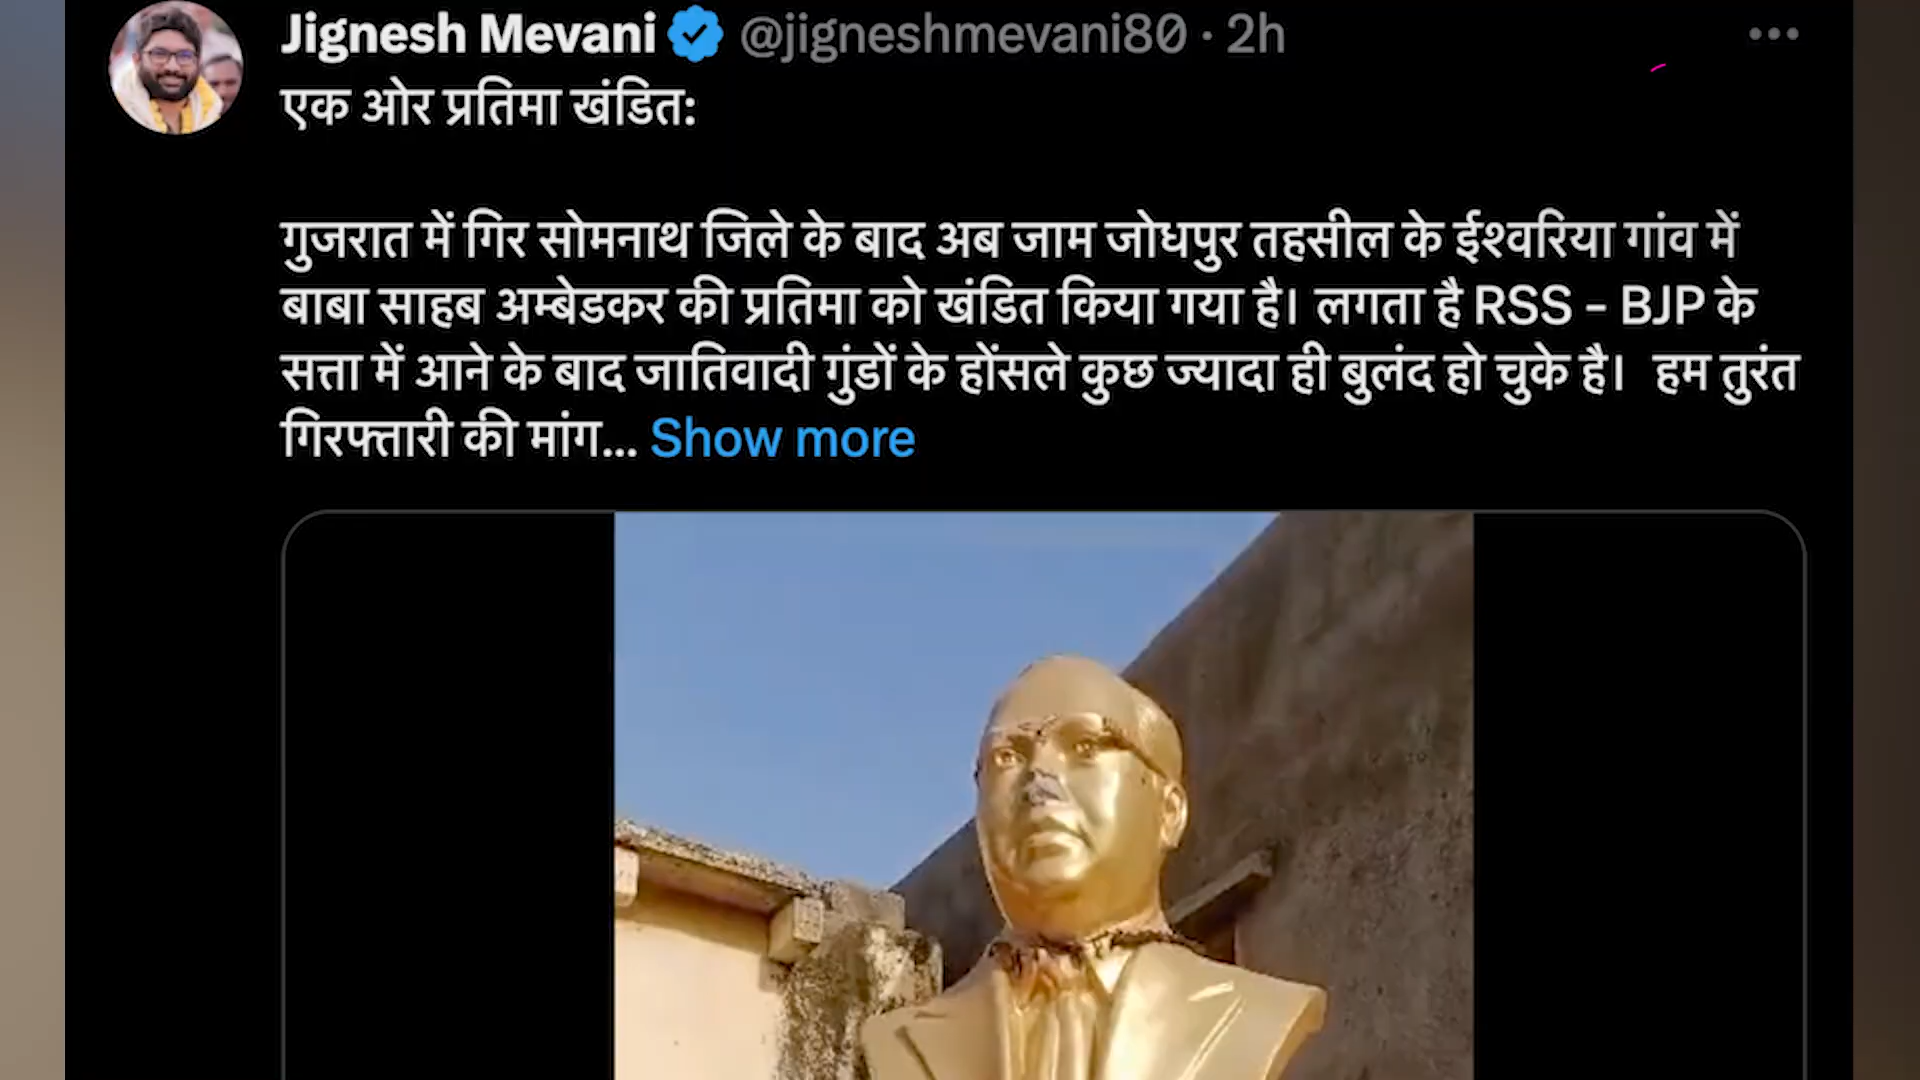 Jignesh Mevani @jigneshmevani80 · 2h
एक ओर प्रतिमा खंडित:
गुजरात में गिर सोमनाथ जिले के बाद अब जाम जोधपुर तहसील के ईश्वरिया गांव में
बाबा साहब अम्बेडकर की प्रतिमा को खंडित किया गया है। लगता है RSS - BJP के
सत्ता में आने के बाद जातिवादी गुंडों के होंसले कुछ ज्यादा ही बुलंद हो चुके है। हम तुरंत
गिरफ्तारी की मांग... Show more